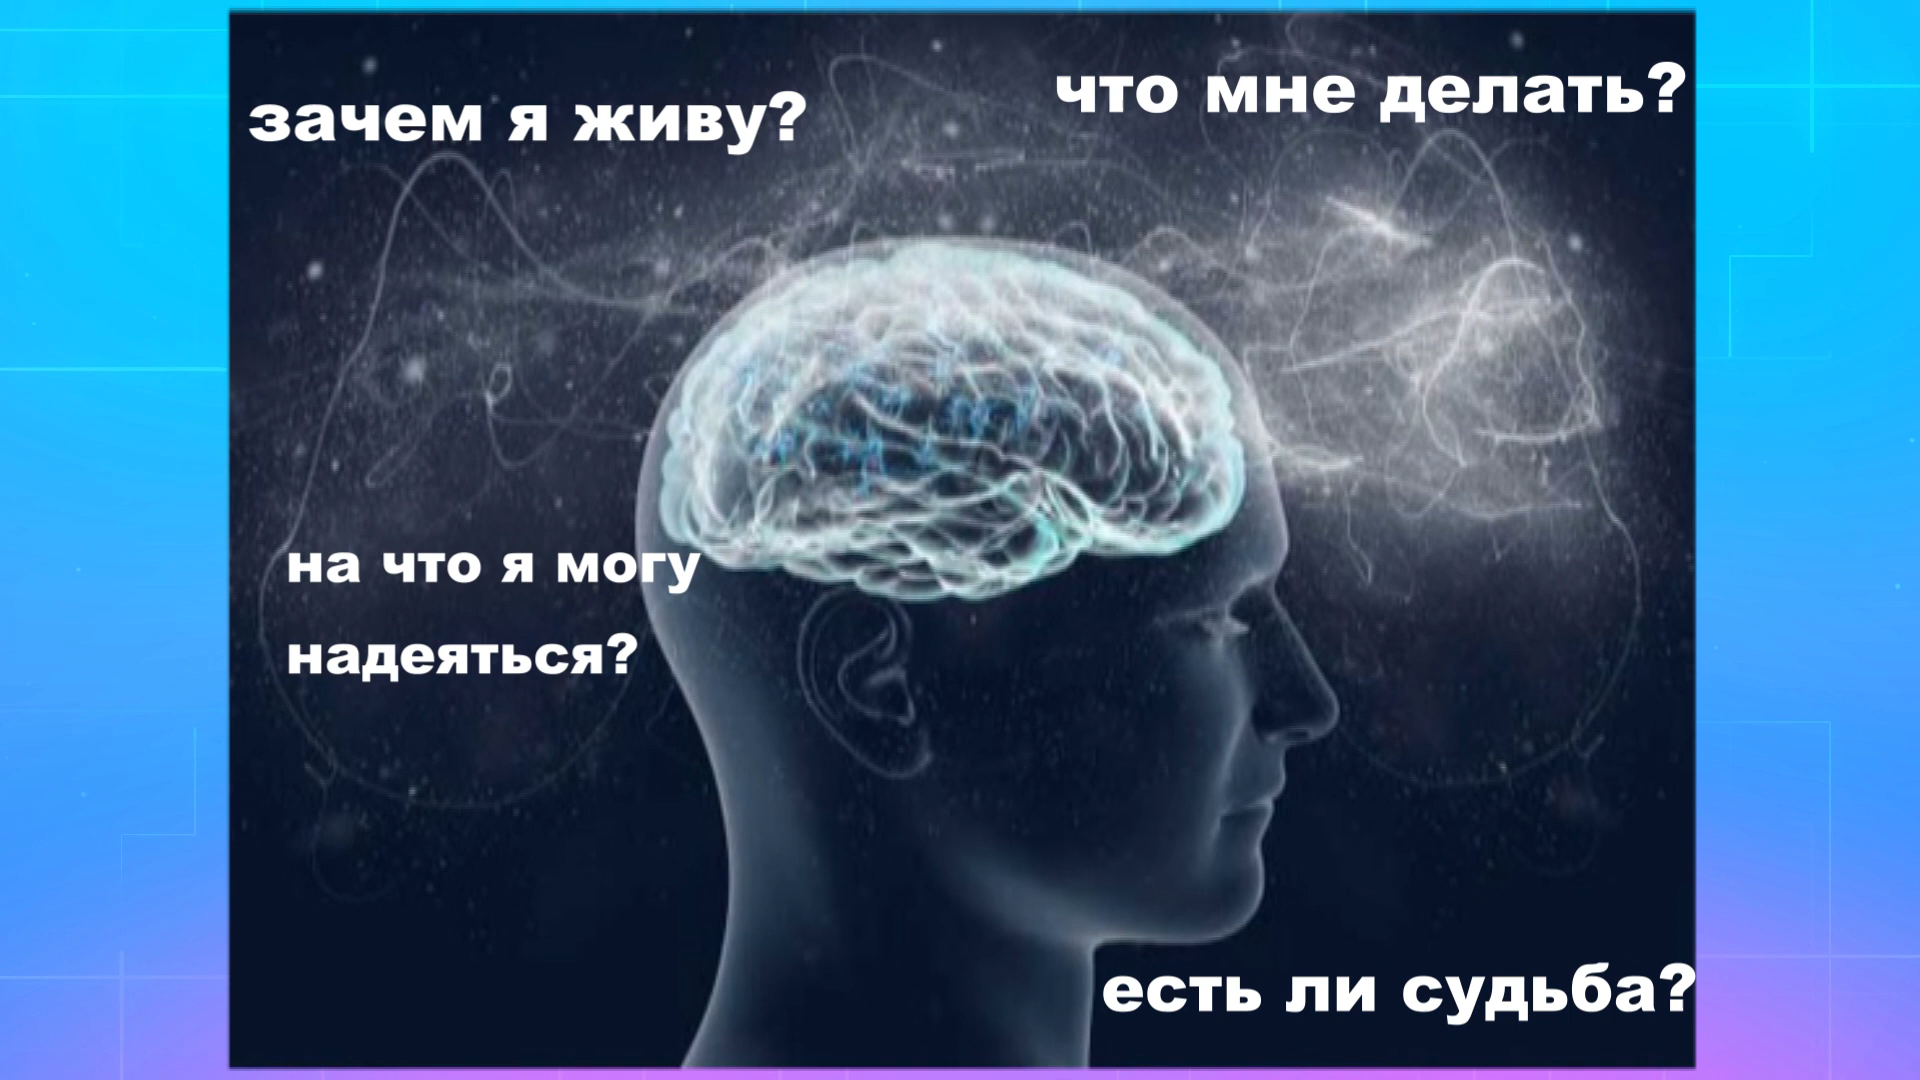 зачем я живу?
что мне делать?
на что я могу
надеяться?
есть ли судьба?